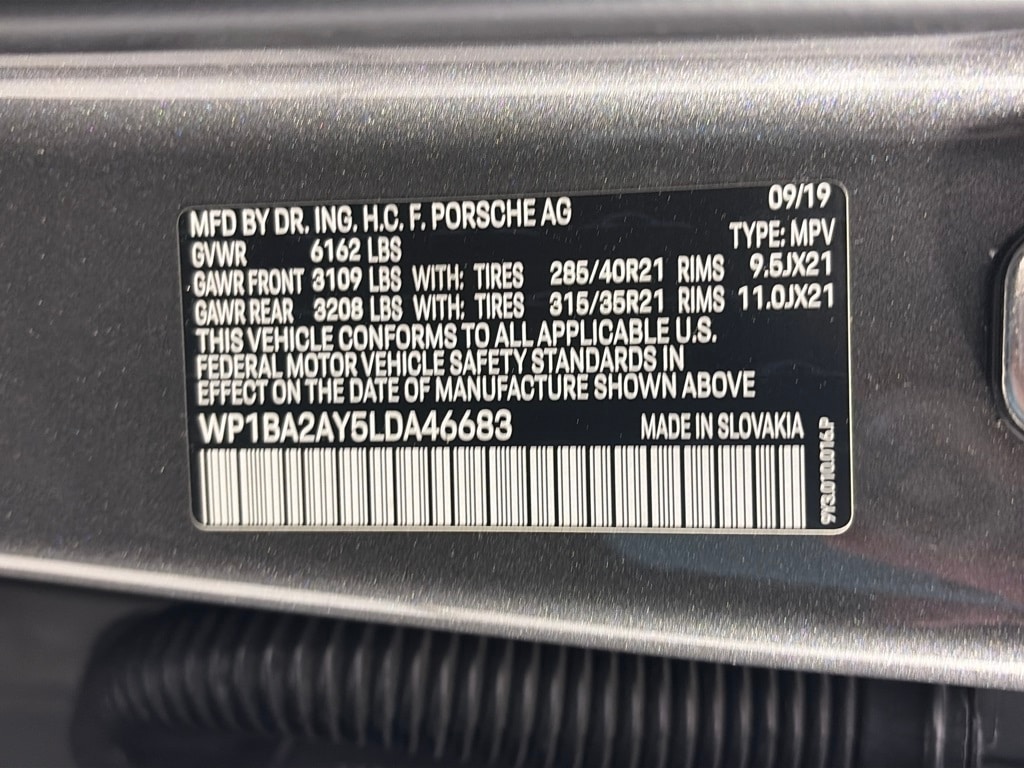 09/19
MFD BY DR. ING. H.C. F. PORSCHE AG
TYPE: MPV
GVWR 6162 LBS
GAWR FRONT 3109 LBS WITH: TIRES 285/40R21 RIMS 9.5JX21
GAWR REAR 3208 LBS WITH: TIRES 315/35R21 RIMS 11.0JX21
THIS VEHICLE CONFORMS TO ALL APPLICABLE U.S.
FEDERAL MOTOR VEHICLE SAFETY STANDARDS IN
EFFECT ON THE DATE OF MANUFACTURE SHOWN ABOVE
WP1BA2AY5LDA46683 MADE IN SLOVAKIA
9Y3.010.016.P